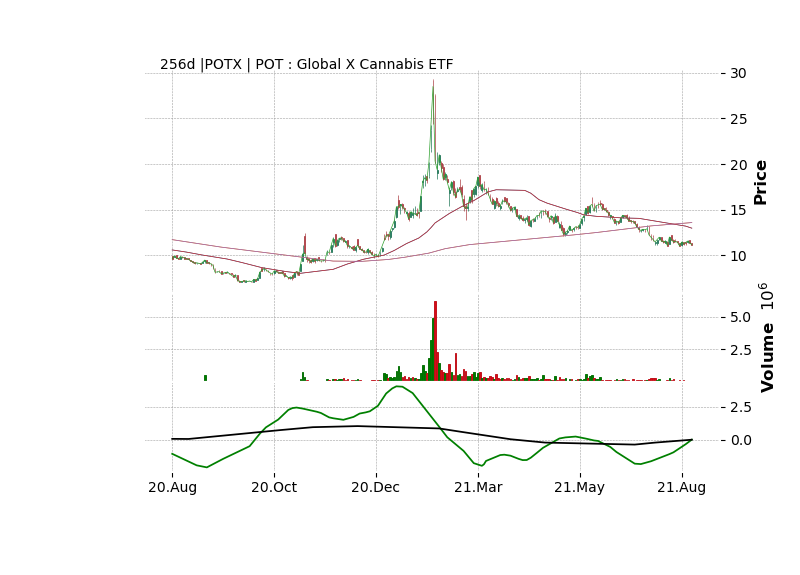 256d |POTX | POT : Global X Cannabis ETF
30
25
20
15
10
Price
10^6
5.0
2.5
Volume
2.5
0.0
20.Aug 20.Oct 20.Dec 21.Mar 21.May 21.Aug